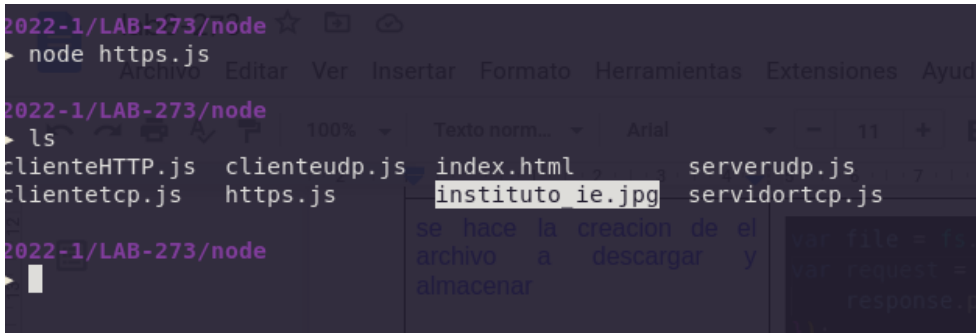 2022-1/LAB-273/node
node https.js
Archivo Editar Ver Insertar Formato Herramientas Extensiones Ayud
2022-1/LAB-273/node
100% Texto norm... Arial 11
ls
clienteHTTP.js clienteudp.js index.html serverudp.js
clientetcp.js https.js instituto_ie.jpg servidortcp.js
se hace la creacion de el
archivo a descargar y
almacenar
2022-1/LAB-273/node
var file = fs
var request =
response.p